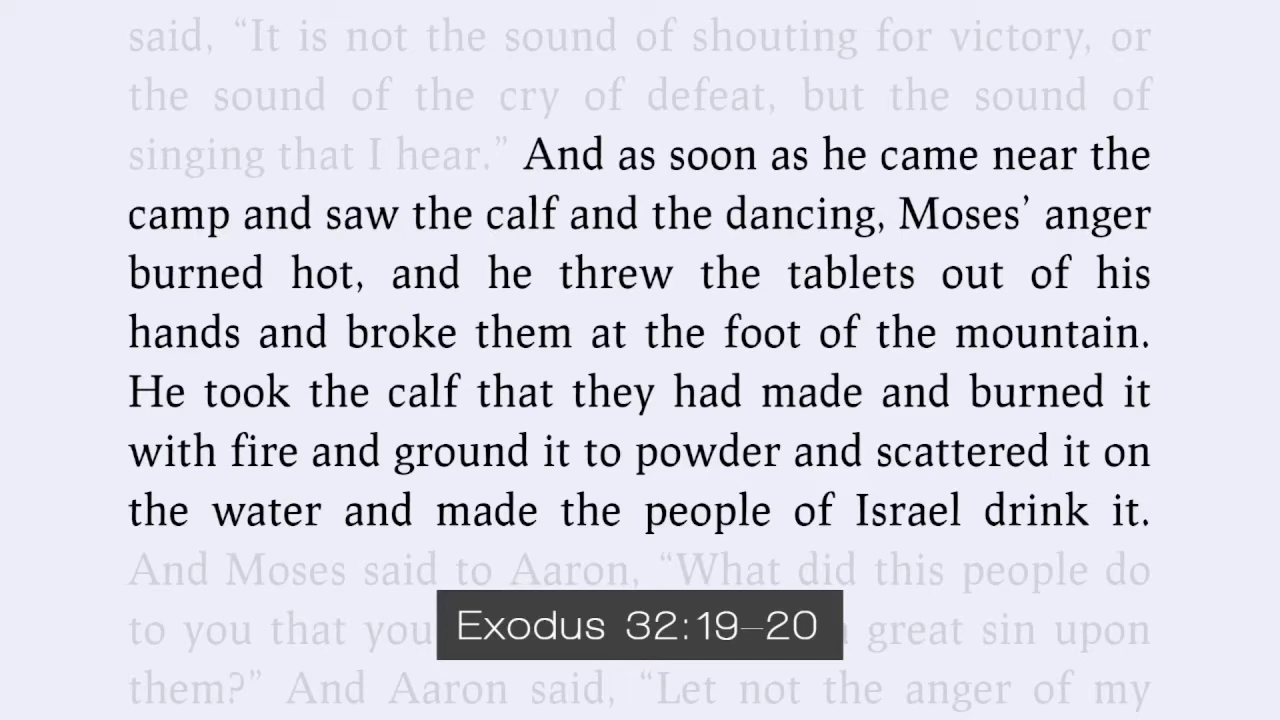 said, “It is not the sound of shouting for victory, or
the sound of the cry of defeat, but the sound of
singing that I hear.” And as soon as he came near the
camp and saw the calf and the dancing, Moses’ anger
burned hot, and he threw the tablets out of his
hands and broke them at the foot of the mountain.
He took the calf that they had made and burned it
with fire and ground it to powder and scattered it on
the water and made the people of Israel drink it.
And Moses said to Aaron, “What did this people do
to you that you great sin upon
Exodus 32:19–20
them?” And Aaron said, “Let not the anger of my